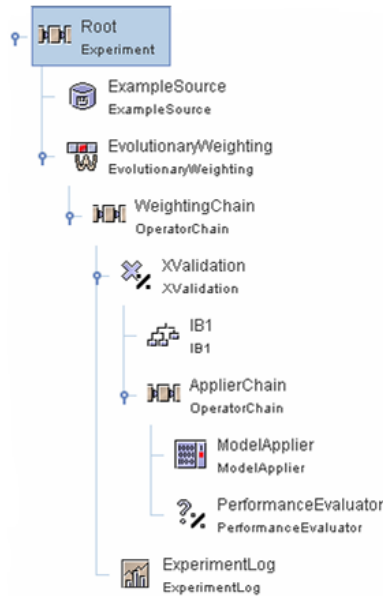 Root
Experiment
ExampleSource
ExampleSource
EvolutionaryWeighting
EvolutionaryWeighting
WeightingChain
OperatorChain
XValidation
XValidation
IB1
IB1
ApplierChain
OperatorChain
ModelApplier
ModelApplier
PerformanceEvaluator
PerformanceEvaluator
ExperimentLog
ExperimentLog